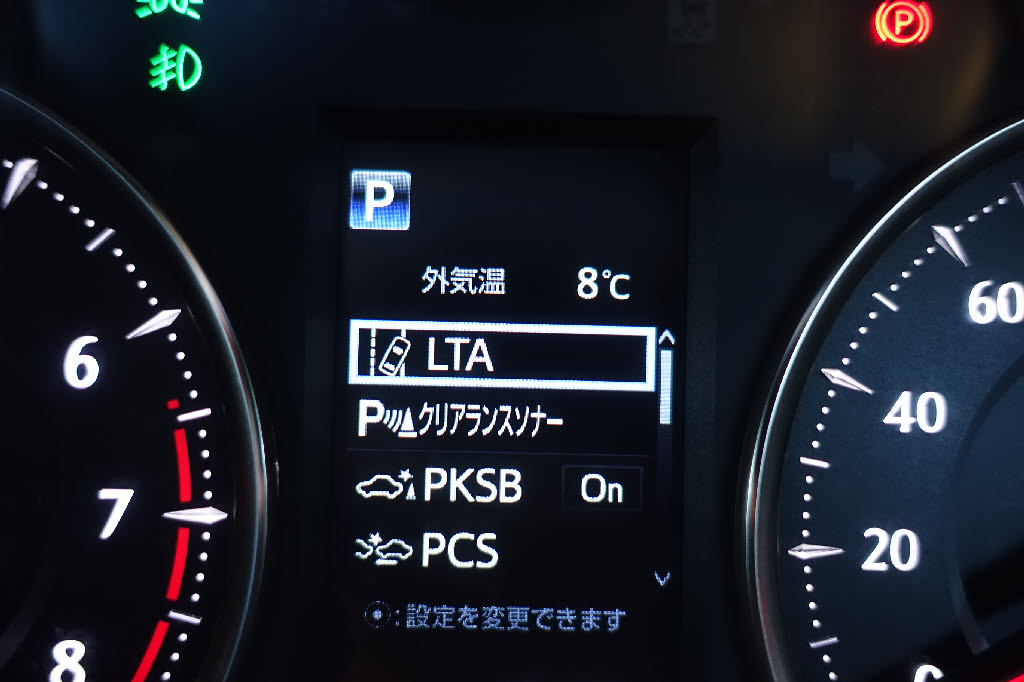 P
P
外気温 8℃
LTA
Pクリアランスソナー
PKSB On
PCS
:設定を変更できます
6
7
8
60
40
20